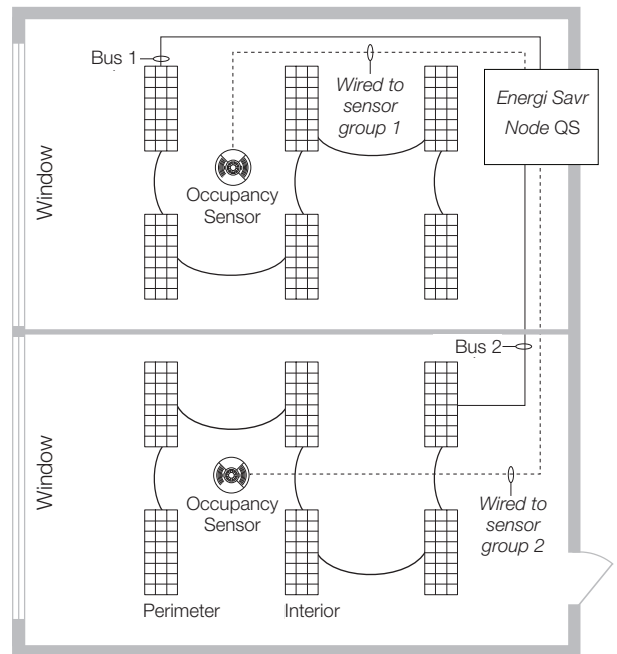 Bus 1
Wired to
sensor
group 1
Energi Savr
Node QS
Window
Occupancy
Sensor
Bus 2
Window
Occupancy
Sensor
Wired to
sensor
group 2
Perimeter
Interior